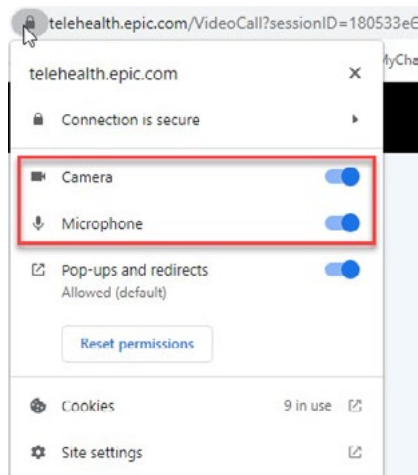 telehealth.epic.com/VideoCall?sessionID=180533e6
MyCha
telehealth.epic.com
Connection is secure
Camera
Microphone
Pop-ups and redirects
Allowed (default)
Reset permissions
Cookies 9 in use
Site settings